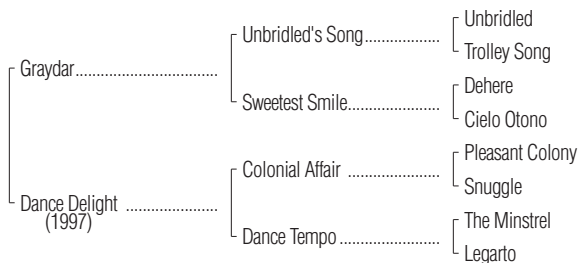 Unbridled
Unbridled's Song...................
Trolley Song
Graydar...................................
Dehere
Sweetest Smile.......................
Cielo Otono
Pleasant Colony
Colonial Affair .......................
Snuggle
Dance Delight .......................
(1997)
The Minstrel
Dance Tempo.........................
Legarto